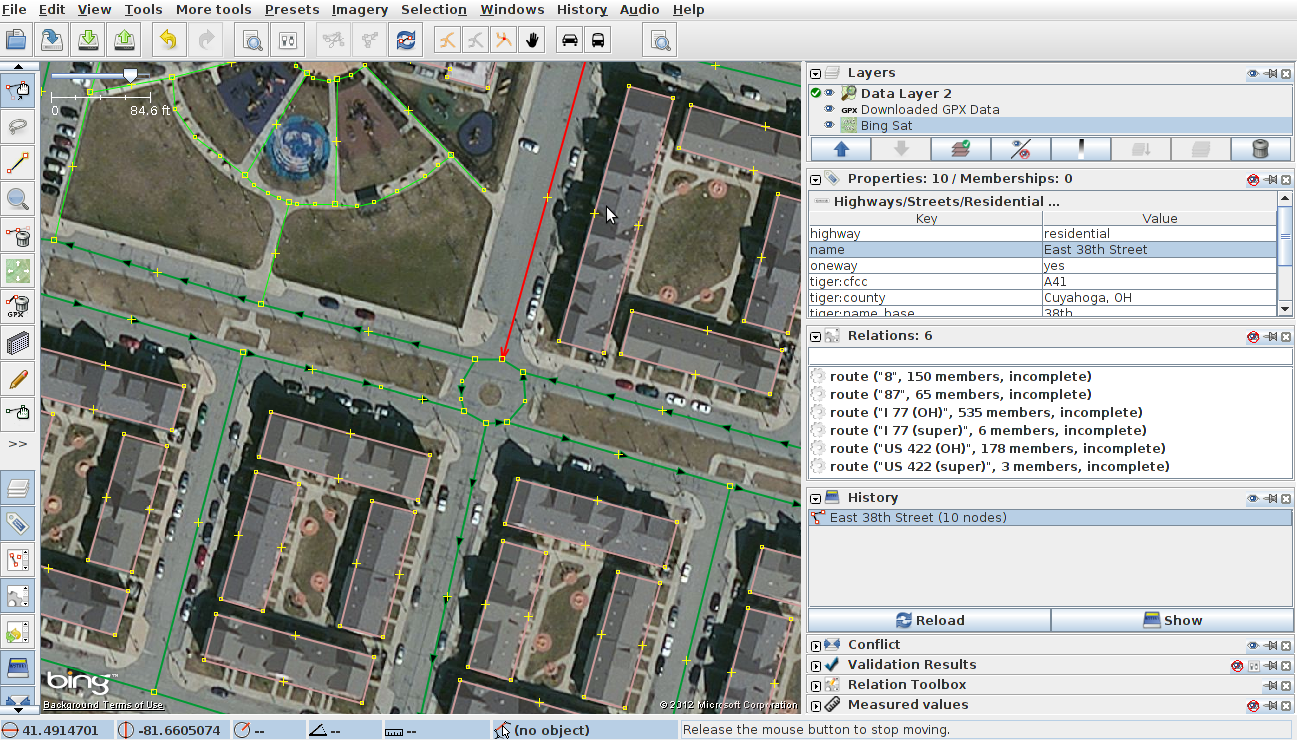 File Edit View Tools More tools Presets Imagery Selection Windows History Audio Help
0 84.6 ft
GPX
>>
bing™
Background Terms of Use
© 2012 Microsoft Corporation
Layers
Data Layer 2
GPX Downloaded GPX Data
Bing Sat
Properties: 10 / Memberships: 0
Highways/Streets/Residential ...
Key Value
highway residential
name East 38th Street
oneway yes
tiger:cfcc A41
tiger:county Cuyahoga, OH
tiger:name_base 38th
Relations: 6
route ("8", 150 members, incomplete)
route ("87", 65 members, incomplete)
route ("I 77 (OH)", 535 members, incomplete)
route ("I 77 (super)", 6 members, incomplete)
route ("US 422 (OH)", 178 members, incomplete)
route ("US 422 (super)", 3 members, incomplete)
History
East 38th Street (10 nodes)
Reload Show
Conflict
Validation Results
Relation Toolbox
Measured values
41.4914701 -81.6605074 -- -- -- (no object) Release the mouse button to stop moving.